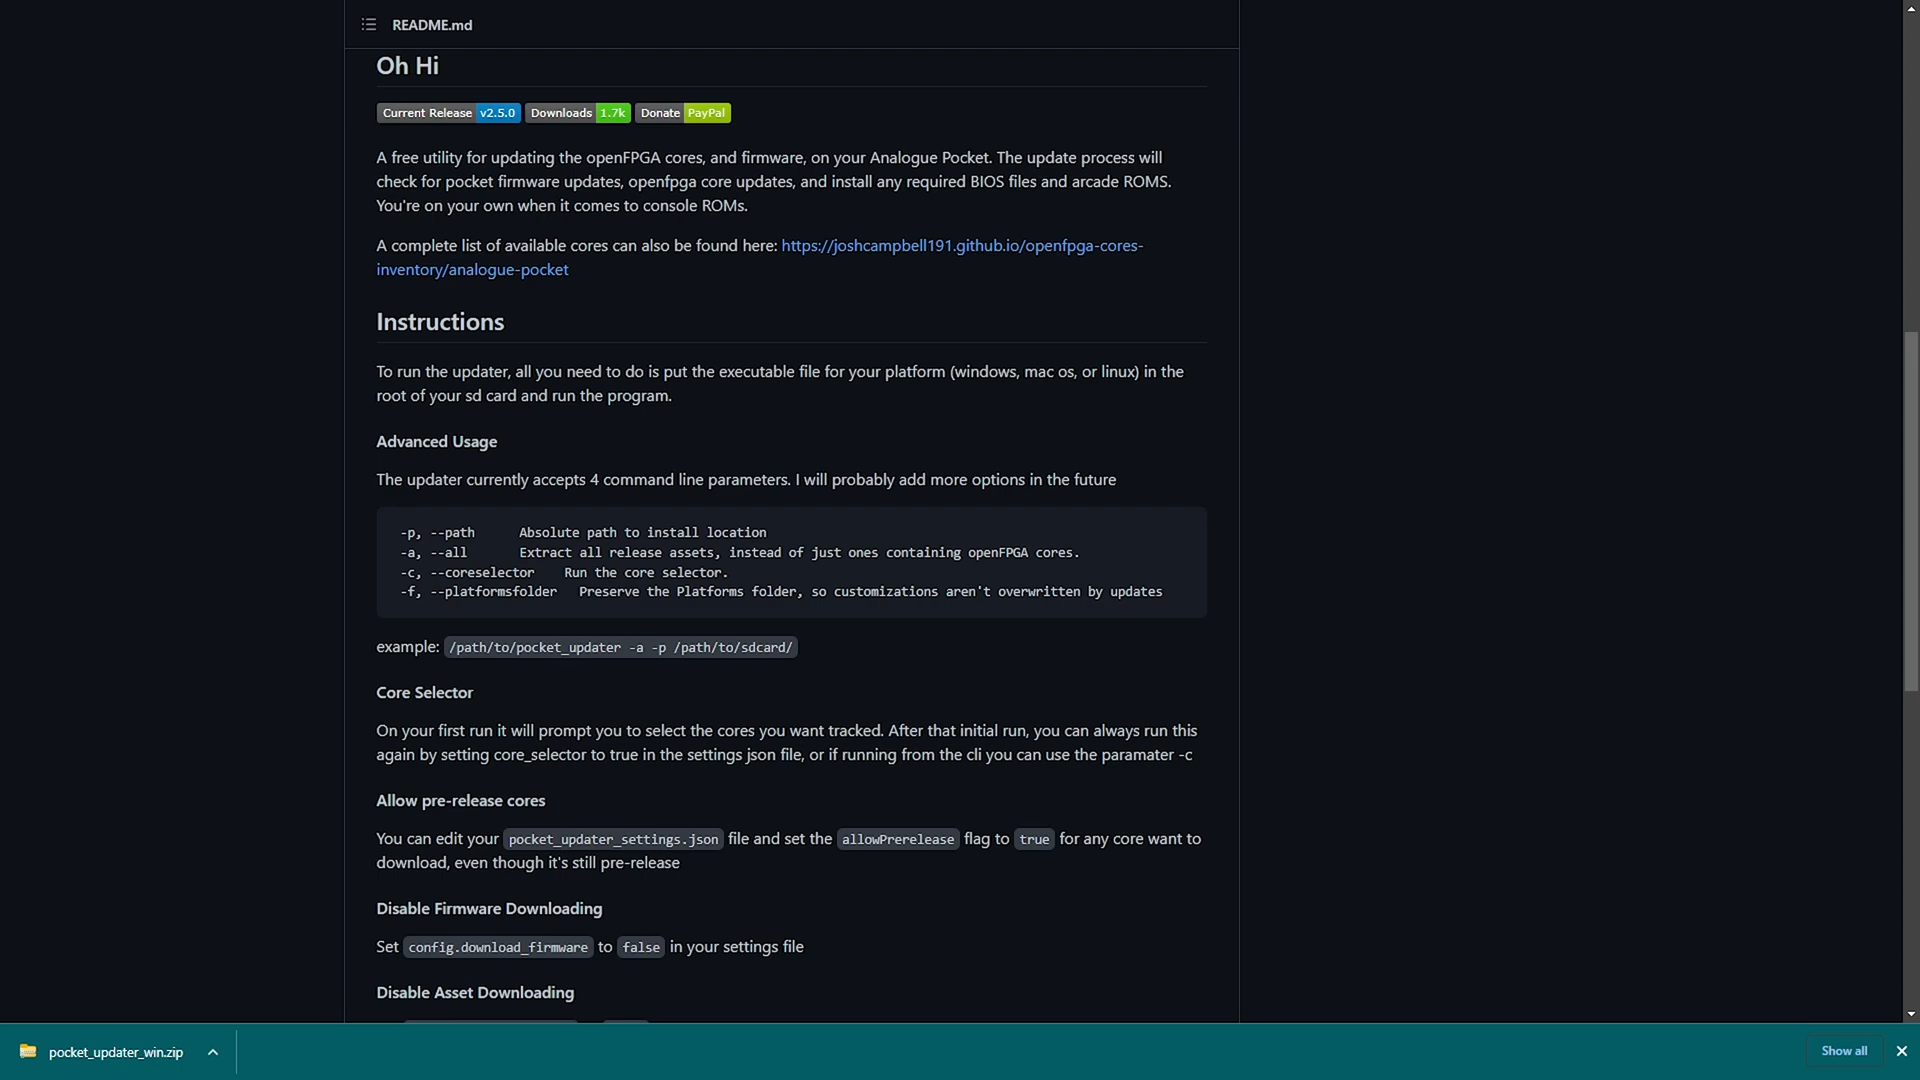 README.md
Oh Hi
Current Release v2.5.0 Downloads 1.7k Donate PayPal
A free utility for updating the openFPGA cores, and firmware, on your Analogue Pocket. The update process will
check for pocket firmware updates, openfpga core updates, and install any required BIOS files and arcade ROMS.
You're on your own when it comes to console ROMs.
A complete list of available cores can also be found here: https://joshcampbell191.github.io/openfpga-cores-
inventory/analogue-pocket
Instructions
To run the updater, all you need to do is put the executable file for your platform (windows, mac os, or linux) in the
root of your sd card and run the program.
Advanced Usage
The updater currently accepts 4 command line parameters. I will probably add more options in the future
-p, --path      Absolute path to install location
-a, --all       Extract all release assets, instead of just ones containing openFPGA cores.
-c, --coreselector    Run the core selector.
-f, --platformsfolder   Preserve the Platforms folder, so customizations aren't overwritten by updates
example: /path/to/pocket_updater -a -p /path/to/sdcard/
Core Selector
On your first run it will prompt you to select the cores you want tracked. After that initial run, you can always run this
again by setting core_selector to true in the settings json file, or if running from the cli you can use the paramater -c
Allow pre-release cores
You can edit your pocket_updater_settings.json file and set the allowPrerelease flag to true for any core want to
download, even though it's still pre-release
Disable Firmware Downloading
Set config.download_firmware to false in your settings file
Disable Asset Downloading
pocket_updater_win.zip
Show all